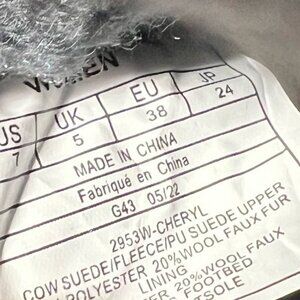 WOMEN
US UK EU JP
7 5 38 24
MADE IN CHINA
Fabriqué en China
G43 05/22
2953W-CHERYL
COW SUEDE/FLEECE/PU SUEDE UPPER
POLYESTER 20%WOOL FAUX FUR
LINING
20%WOOL FAUX
FOOTBED
SOLE